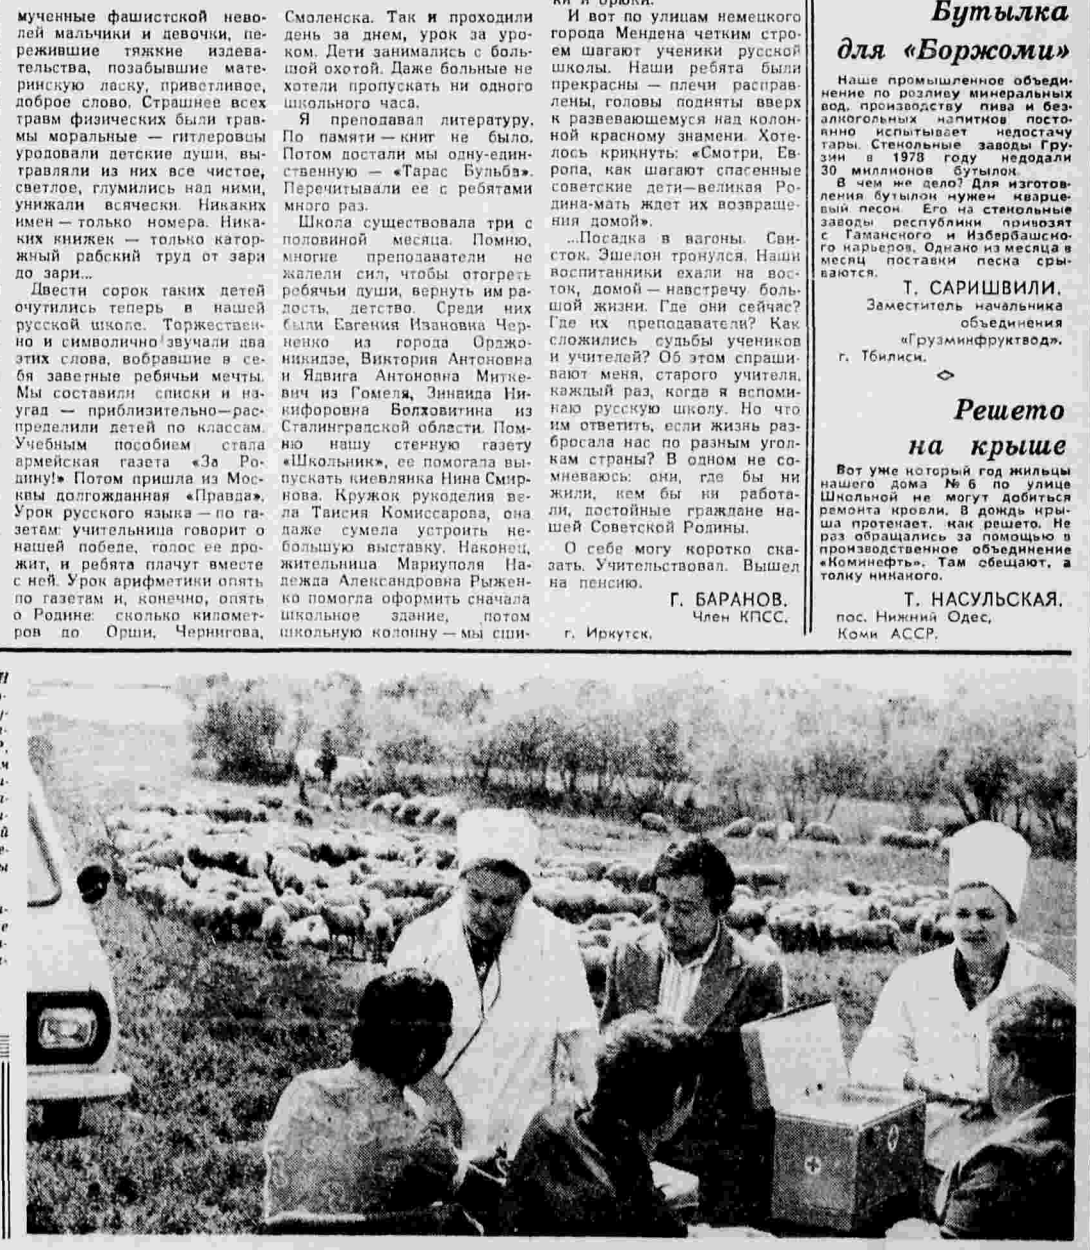 мученные фашистской нево-
лей мальчики и девочки, пе-
режившие тяжкие издева-
тельства, позабывшие мате-
ринскую ласку, приветливое,
доброе слово. Страшнее всех
травм физических были трав-
мы моральные — гитлеровцы
уродовали детские души, вы-
травляли из них все чистое,
светлое, глумились над ними,
унижали всячески. Никаких
имен — только номера. Ника-
ких книжек — только катор-
жный рабский труд от зари
до зари...
Двести сорок таких детей
очутились теперь в нашей
русской школе. Торжествен-
но и символично звучали два
этих слова, вобравшие в се-
бя заветные ребячьи мечты.
Мы составили списки и на-
угад — приблизительно—рас-
пределили детей по классам.
Учебным пособием стала
армейская газета «За Ро-
дину!» Потом пришла из Мос-
квы долгожданная «Правда».
Урок русского языка — по га-
зетам: учительница говорит о
нашей победе, голос ее дро-
жит, и ребята плачут вместе
с ней. Урок арифметики опять
по газетам и, конечно, опять
о Родине: сколько километ-
ров до Орши, Чернигова,
Смоленска. Так и проходили
день за днем, урок за уро-
ком. Дети занимались с боль-
шой охотой. Даже больные не
хотели пропускать ни одного
школьного часа.
Я преподавал литературу.
По памяти — книг не было.
Потом достали мы одну-един-
ственную — «Тарас Бульба».
Перечитывали ее с ребятами
много раз.
Школа существовала три с
половиной месяца. Помню,
многие преподаватели не
жалели сил, чтобы отогреть
ребячьи души, вернуть им ра-
дость, детство. Среди них
были Евгения Ивановна Чер-
ненко из города Орджо-
никидзе, Виктория Антоновна
и Ядвига Антоновна Митке-
вич из Гомеля, Зинаида Ни-
кифоровна Болховитина из
Сталинградской области. Пом-
ню нашу стенную газету
«Школьник», ее помогала вы-
пускать киевлянка Нина Смир-
нова. Кружок рукоделия ве-
ла Таисия Комиссарова, она
даже сумела устроить не-
большую выставку. Наконец,
жительница Мариуполя На-
дежда Александровна Рыжен-
ко помогла оформить сначала
школьное здание, потом
школьную колонну — мы сши-
ки и брюки.
И вот по улицам немецкого
города Мендена четким стро-
ем шагают ученики русской
школы. Наши ребята были
прекрасны — плечи расправ-
лены, головы подняты вверх
к развевающемуся над колон-
ной красному знамени. Хоте-
лось крикнуть: «Смотри, Ев-
ропа, как шагают спасенные
советские дети—великая Ро-
дина-мать ждет их возвраще-
ния домой».
...Посадка в вагоны. Сви-
сток. Эшелон тронулся. Наши
воспитанники ехали на вос-
ток, домой — навстречу боль-
шой жизни. Где они сейчас?
Где их преподаватели? Как
сложились судьбы учеников
и учителей? Об этом спраши-
вают меня, старого учителя,
каждый раз, когда я вспоми-
наю русскую школу. Но что
им ответить, если жизнь раз-
бросала нас по разным угол-
кам страны? В одном не со-
мневаюсь: они, где бы ни
жили, кем бы ни работа-
ли, достойные граждане на-
шей Советской Родины.
О себе могу коротко ска-
зать. Учительствовал. Вышел
на пенсию.
Г. БАРАНОВ.
Член КПСС.
г. Иркутск.
Бутылка
для «Боржоми»
Наше промышленное объеди-
нение по розливу минеральных
вод, производству пива и без-
алкогольных напитков посто-
янно испытывает недостачу
тары. Стекольные заводы Гру-
зии в 1978 году недодали
30 миллионов бутылок.
В чем же дело? Для изготов-
ления бутылок нужен кварце-
вый песок. Его на стекольные
заводы республики привозят
с Гаманского и Избербашско-
го карьеров. Однако из месяца в
месяц поставки песка сры-
ваются.
Т. САРИШВИЛИ.
Заместитель начальника
объединения
«Грузминфруктвод».
г. Тбилиси.
Решето
на крыше
Вот уже который год жильцы
нашего дома № 6 по улице
Школьной не могут добиться
ремонта кровли. В дождь кры-
ша протекает, как решето. Не
раз обращались за помощью в
производственное объединение
«Коминефть». Там обещают, а
толку никакого.
Т. НАСУЛЬСКАЯ.
пос. Нижний Одес,
Коми АССР.